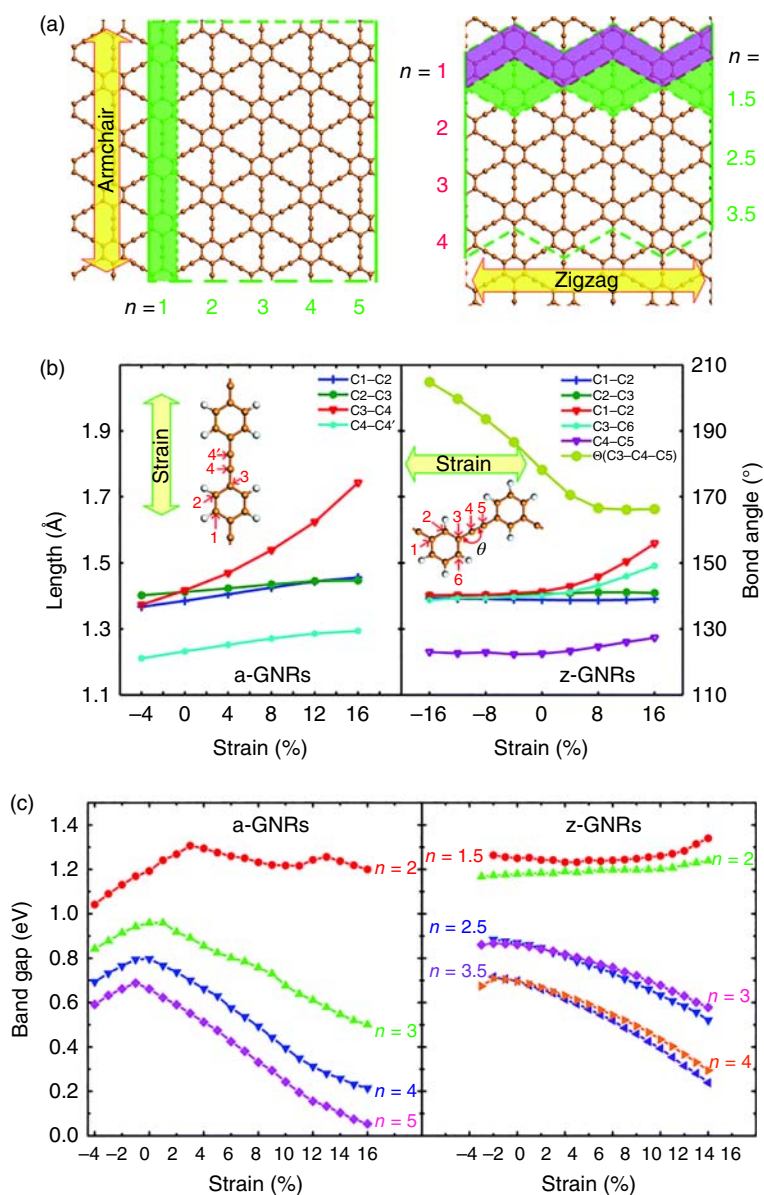 (a)
Armchair
n = 1 2 3 4 5
n = 1
2
3
4
n =
1.5
2.5
3.5
Zigzag
(b)
Length (Å)
1.9
1.7
1.5
1.3
1.1
Strain
4′
4
3
2
1
C1–C2
C2–C3
C3–C4
C4–C4′
a-GNRs
−4 0 4 8 12 16
Strain (%)
C1–C2
C2–C3
C1–C2
C3–C6
C4–C5
Θ(C3–C4–C5)
Strain
2 3 4 5
1
θ
6
z-GNRs
−16 −8 0 8 16
Strain (%)
210
190
170
150
130
110
Bond angle (°)
(c)
Band gap (eV)
1.4
1.2
1.0
0.8
0.6
0.4
0.2
0.0
a-GNRs
n = 2
n = 3
n = 4
n = 5
−4 −2 0 2 4 6 8 10 12 14 16
Strain (%)
z-GNRs
n = 1.5
n = 2
n = 2.5
n = 3
n = 3.5
n = 4
−4 −2 0 2 4 6 8 10 12 14 16
Strain (%)